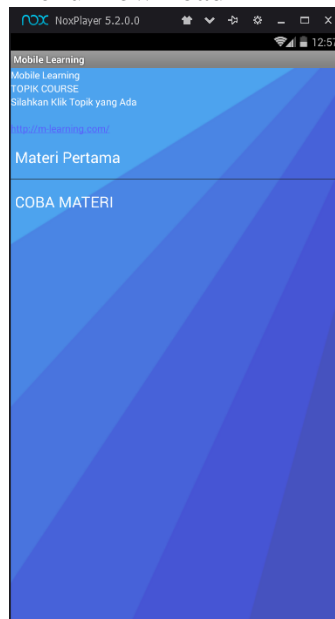 nox NoxPlayer 5.2.0.0
12:57
Mobile Learning
Mobile Learning
TOPIK COURSE
Silahkan Klik Topik yang Ada
http://m-learning.com/
Materi Pertama
COBA MATERI